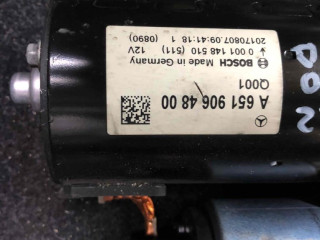 A 651 906 48 00
Q001
BOSCH Made in Germany
0 001 148 510 (511) 12V
20170807.09:41:18 1 (0890)